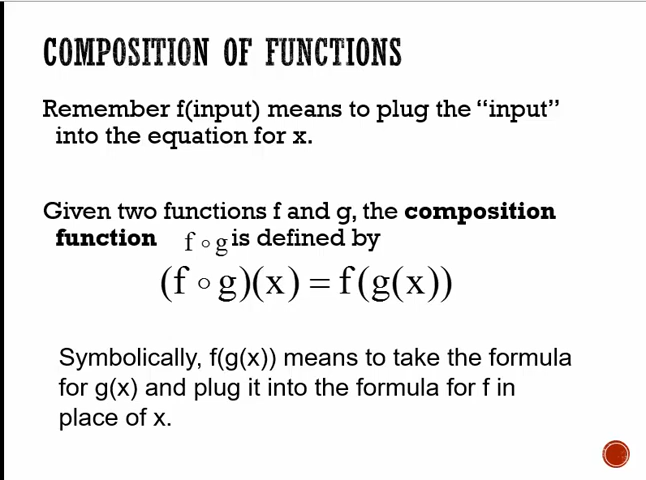 COMPOSITION OF FUNCTIONS
Remember f(input) means to plug the “input”
into the equation for x.
Given two functions f and g, the composition
function f ∘ g is defined by
(f ∘ g)(x) = f(g(x))
Symbolically, f(g(x)) means to take the formula
for g(x) and plug it into the formula for f in
place of x.